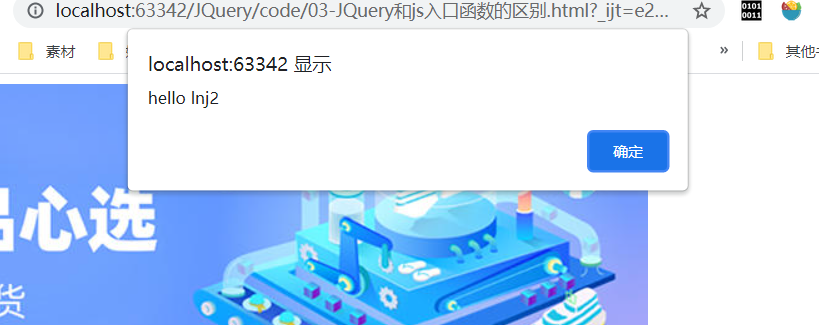 localhost:63342/JQuery/code/03-JQuery和js入口函数的区别.html?_ijt=e2...
0101
0011
素材
»
其他
localhost:63342 显示
hello lnj2
确定
品心选
货